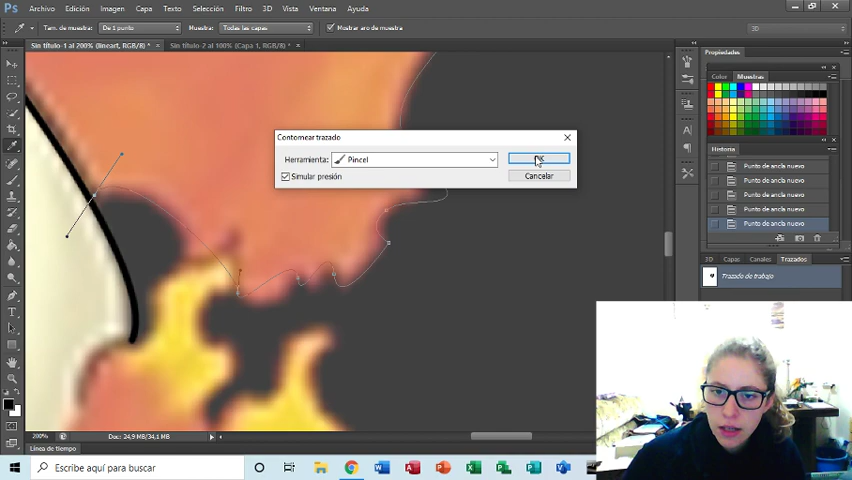 Ps Archivo Edición Imagen Capa Texto Selección Filtro 3D Vista Ventana Ayuda
Tam. de muestra: De 1 punto Muestra: Todas las capas Mostrar aro de muestra 3D
Sin título-1 al 200% (lineart, RGB/8) * × Sin título-2 al 100% (Capa 1, RGB/8) * ×
Propiedades
Color Muestras
Contornear trazado
Herramienta: Pincel OK
Simular presión Cancelar
Historia
Punto de ancla nuevo
Punto de ancla nuevo
Punto de ancla nuevo
Punto de ancla nuevo
Punto de ancla nuevo
3D Capas Canales Trazados
Trazado de trabajo
200% Doc: 24,9 MB/34,1 MB
Línea de tiempo
Escribe aquí para buscar